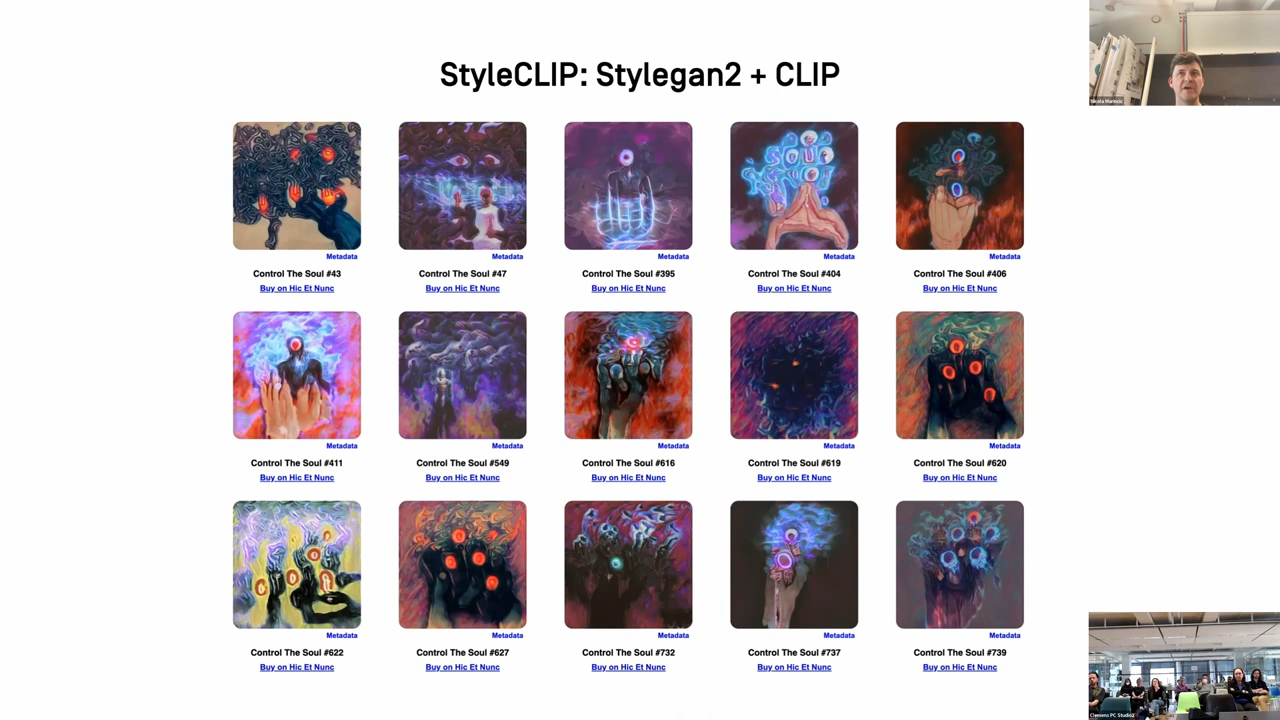 StyleCLIP: Stylegan2 + CLIP
Nikola Marincic
SOUL
Metadata Metadata Metadata Metadata Metadata
Control The Soul #43 Control The Soul #47 Control The Soul #395 Control The Soul #404 Control The Soul #406
Buy on Hic Et Nunc Buy on Hic Et Nunc Buy on Hic Et Nunc Buy on Hic Et Nunc Buy on Hic Et Nunc
Metadata Metadata Metadata Metadata Metadata
Control The Soul #411 Control The Soul #549 Control The Soul #616 Control The Soul #619 Control The Soul #620
Buy on Hic Et Nunc Buy on Hic Et Nunc Buy on Hic Et Nunc Buy on Hic Et Nunc Buy on Hic Et Nunc
Metadata Metadata Metadata Metadata Metadata
Control The Soul #622 Control The Soul #627 Control The Soul #732 Control The Soul #737 Control The Soul #739
Buy on Hic Et Nunc Buy on Hic Et Nunc Buy on Hic Et Nunc Buy on Hic Et Nunc Buy on Hic Et Nunc
Clemens PC Studio2